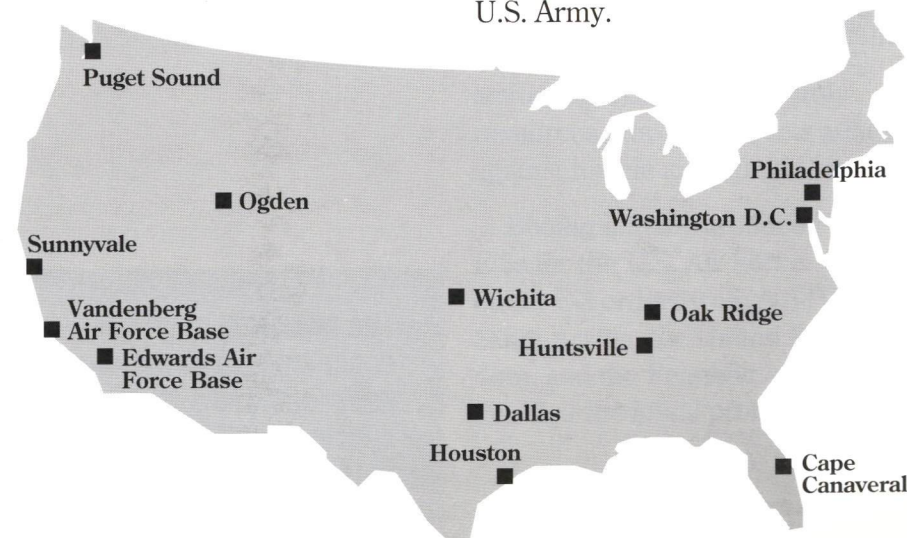 U.S. Army.
Puget Sound
Ogden
Philadelphia
Washington D.C.
Sunnyvale
Vandenberg
Air Force Base
Edwards Air
Force Base
Wichita
Oak Ridge
Huntsville
Dallas
Houston
Cape
Canaveral